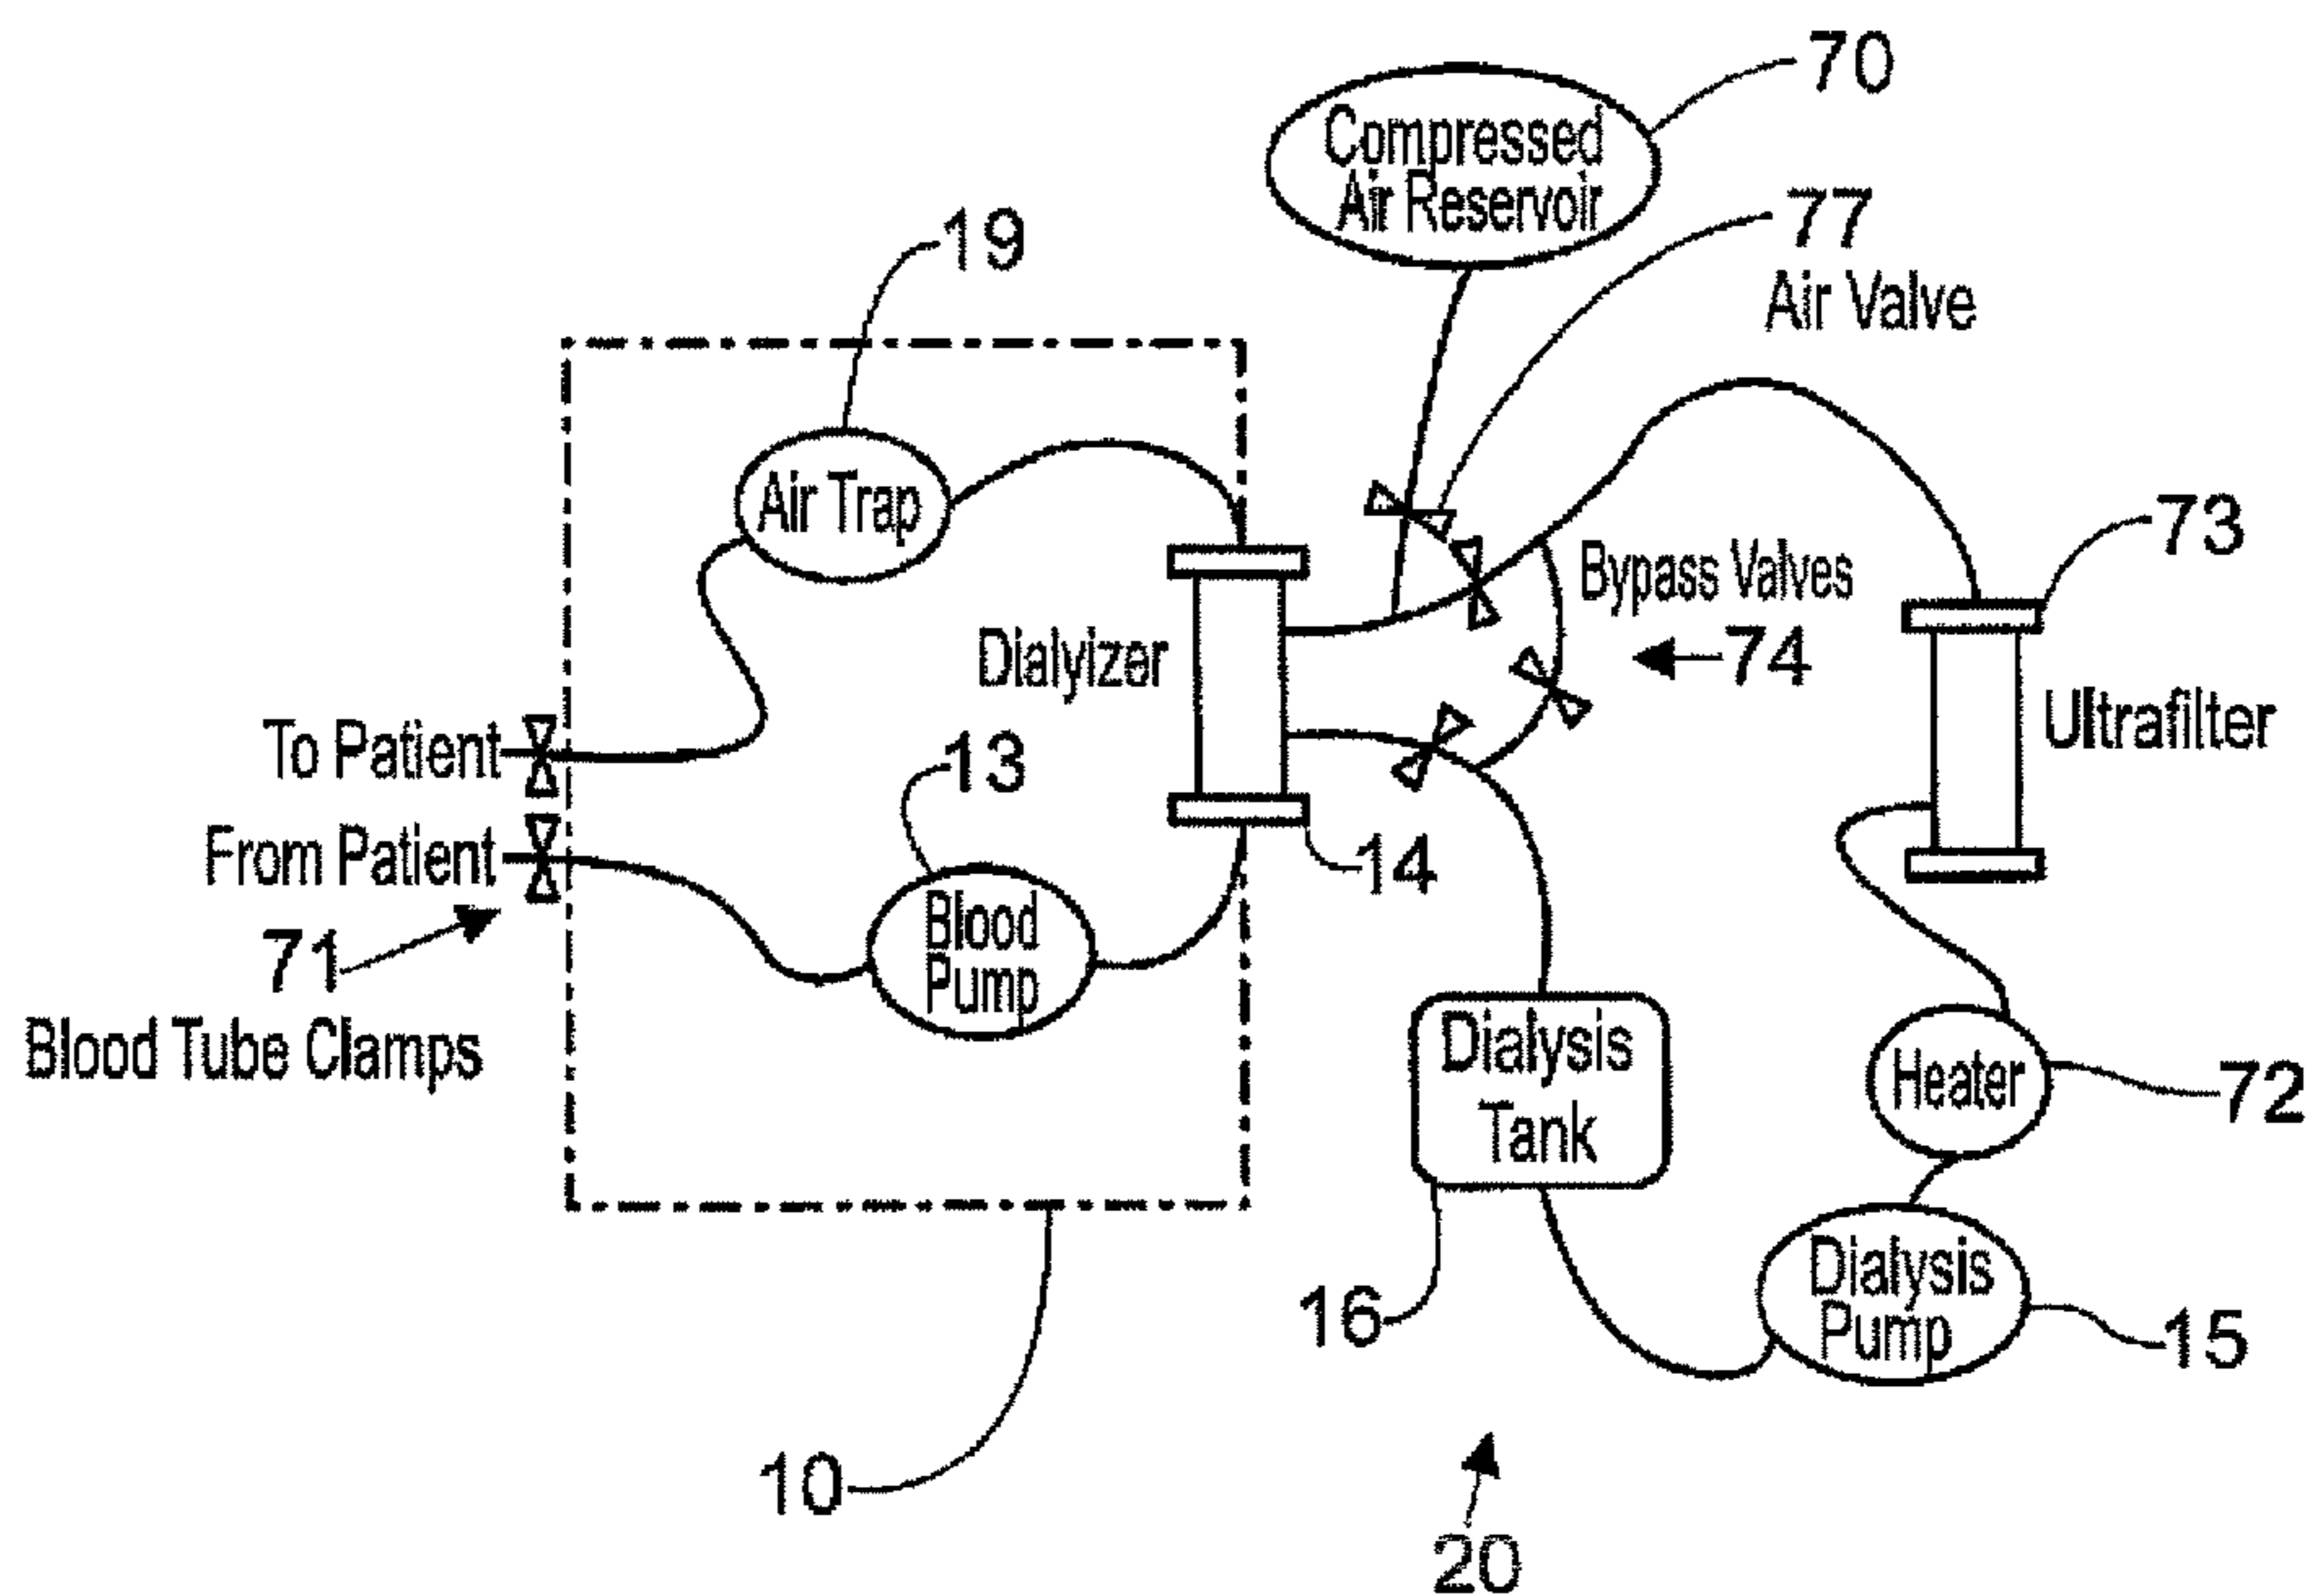 70
Compressed
Air Reservoir
77
Air Valve
19
Air Trap
73
Bypass Valves
74
Dialyizer
Ultrafilter
To Patient
13
From Patient
14
Blood
Pump
71
Blood Tube Clamps
Dialysis
Tank
Heater
72
16
Dialysis
Pump
15
10
20